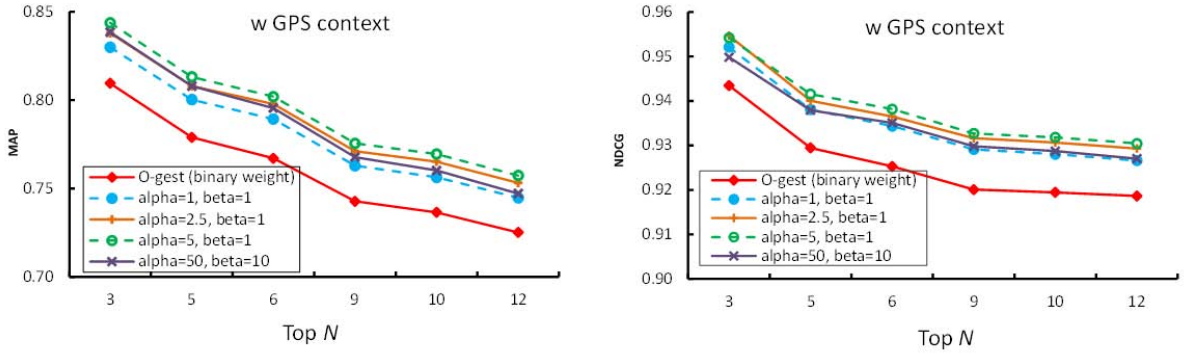 w GPS context
0.85
0.80
0.75
0.70
MAP
O-gest (binary weight)
alpha=1, beta=1
alpha=2.5, beta=1
alpha=5, beta=1
alpha=50, beta=10
3 5 6 9 10 12
Top N
w GPS context
0.96
0.95
0.94
0.93
0.92
0.91
0.90
NDCG
O-gest (binary weight)
alpha=1, beta=1
alpha=2.5, beta=1
alpha=5, beta=1
alpha=50, beta=10
3 5 6 9 10 12
Top N